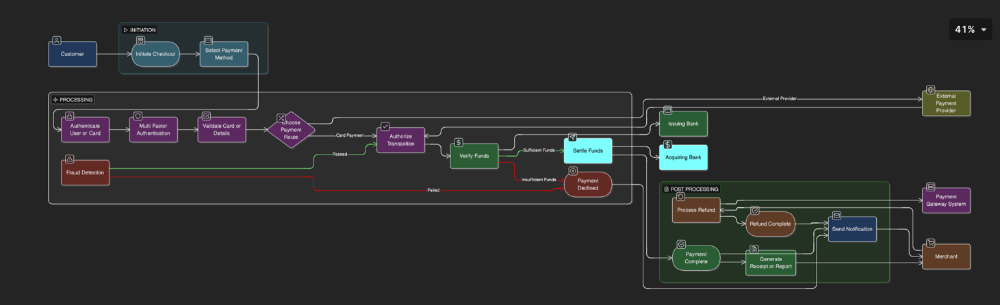 41%
INITIATION
Customer
Initiate Checkout
Select Payment
Method
PROCESSING
Authenticate
User or Card
Multi Factor
Authentication
Validate Card or
Details
Choose
Payment
Route
Card Payment
Passed
Authorize
Transaction
Fraud Detection
Failed
Verify Funds
Sufficient Funds
Insufficient Funds
Settle Funds
Payment
Declined
External Provider
External
Payment
Provider
Issuing Bank
Acquiring Bank
POST PROCESSING
Process Refund
Refund Complete
Send Notification
Payment
Complete
Generate
Receipt or Report
Payment
Gateway System
Merchant